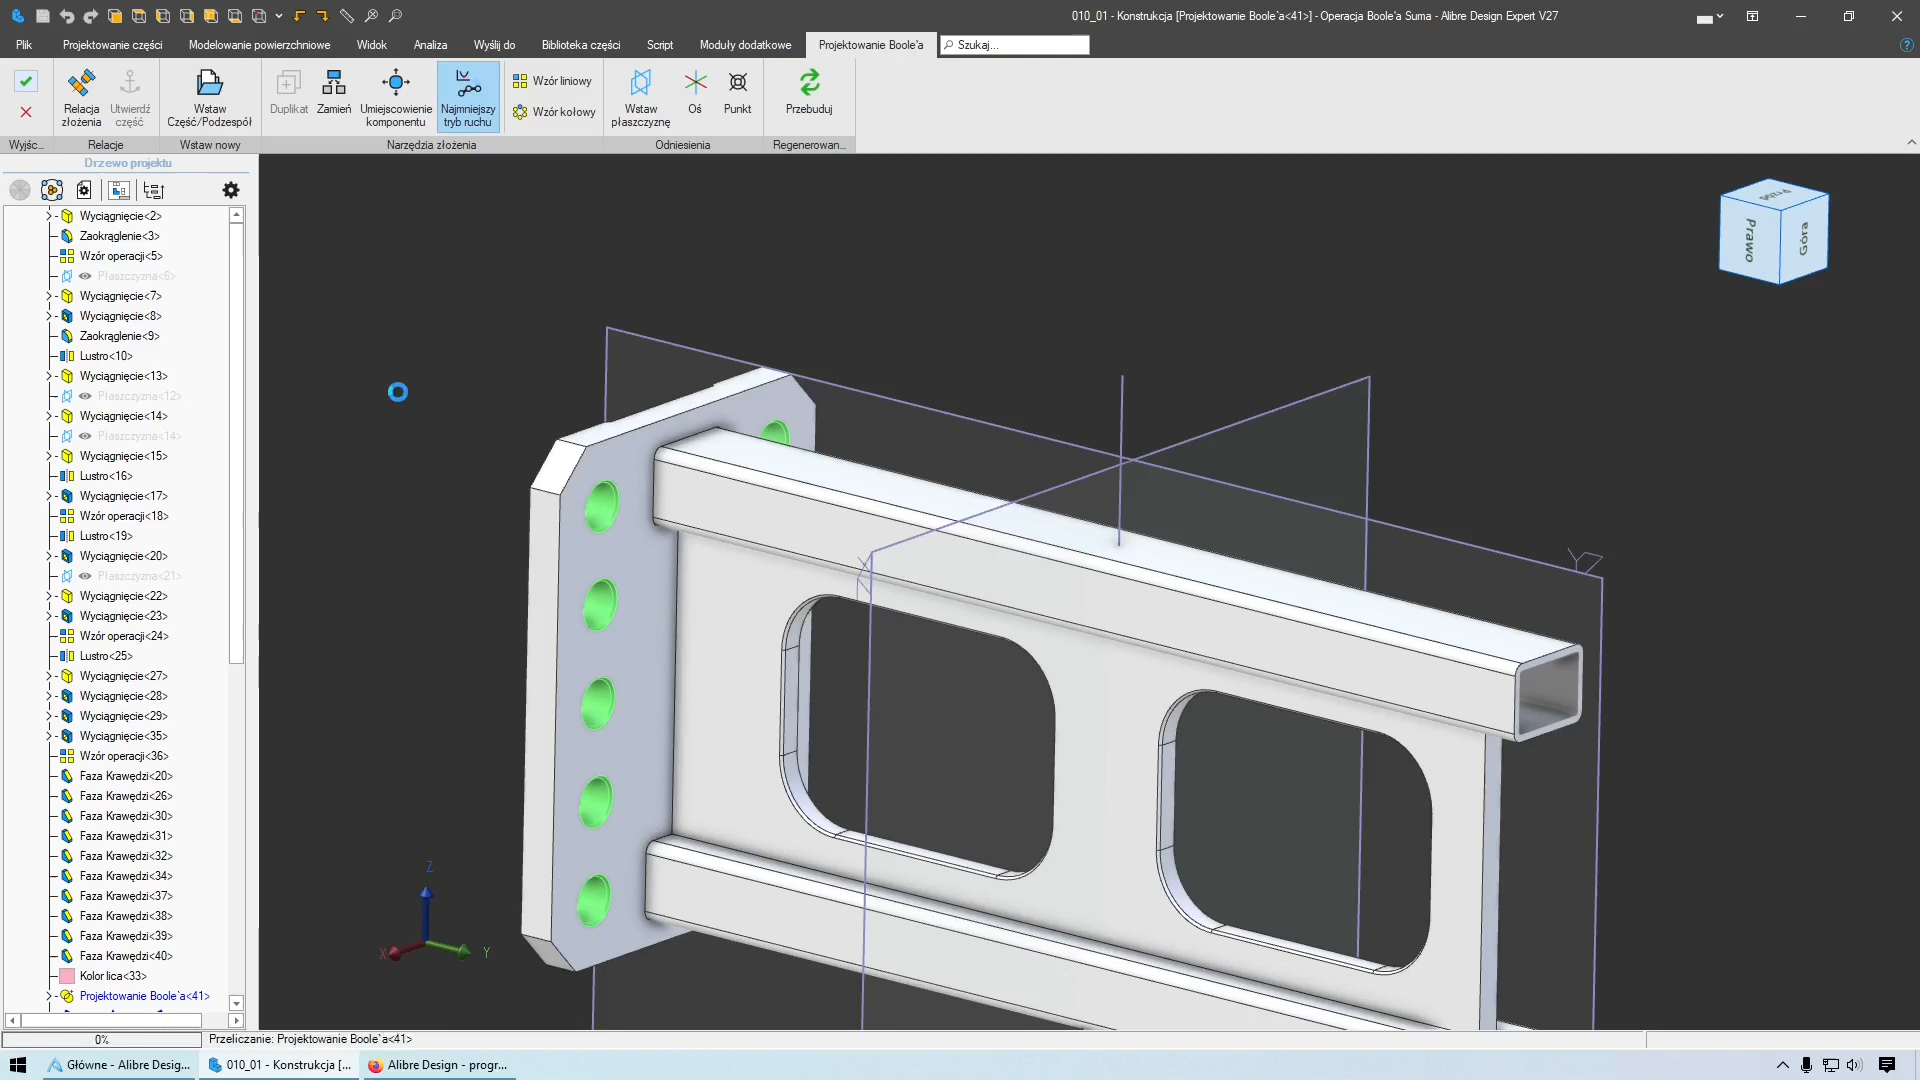 010_01 - Konstrukcja [Projektowanie Boole'a<41>] - Operacja Boole'a Suma - Alibre Design Expert V27
Plik Projektowanie części Modelowanie powierzchniowe Widok Analiza Wyślij do Biblioteka części Script Moduły dodatkowe Projektowanie Boole'a Szukaj...
Relacja złożenia
Utwierdź część
Wstaw Część/Podzespół
Duplikat
Zamień
Umiejscowienie komponentu
Najmniejszy tryb ruchu
Wzór liniowy
Wzór kołowy
Wstaw płaszczyznę
Oś
Punkt
Przebuduj
Wyjśc... Relacje Wstaw nowy Narzędzia złożenia Odniesienia Regenerowan...
Drzewo projektu
Wyciągnięcie<2>
Zaokrąglenie<3>
Wzór operacji<5>
Płaszczyzna<6>
Wyciągnięcie<7>
Wyciągnięcie<8>
Zaokrąglenie<9>
Lustro<10>
Wyciągnięcie<13>
Płaszczyzna<12>
Wyciągnięcie<14>
Płaszczyzna<14>
Wyciągnięcie<15>
Lustro<16>
Wyciągnięcie<17>
Wzór operacji<18>
Lustro<19>
Wyciągnięcie<20>
Płaszczyzna<21>
Wyciągnięcie<22>
Wyciągnięcie<23>
Wzór operacji<24>
Lustro<25>
Wyciągnięcie<27>
Wyciągnięcie<28>
Wyciągnięcie<29>
Wyciągnięcie<35>
Wzór operacji<36>
Faza Krawędzi<20>
Faza Krawędzi<26>
Faza Krawędzi<30>
Faza Krawędzi<31>
Faza Krawędzi<32>
Faza Krawędzi<34>
Faza Krawędzi<37>
Faza Krawędzi<38>
Faza Krawędzi<39>
Faza Krawędzi<40>
Kolor lica<33>
Projektowanie Boole`a<41>
Przód
Prawo
Góra
Z
X
Y
0% Przeliczanie: Projektowanie Boole`a<41>
Główne - Alibre Desig... 010_01 - Konstrukcja [... Alibre Design - progr...